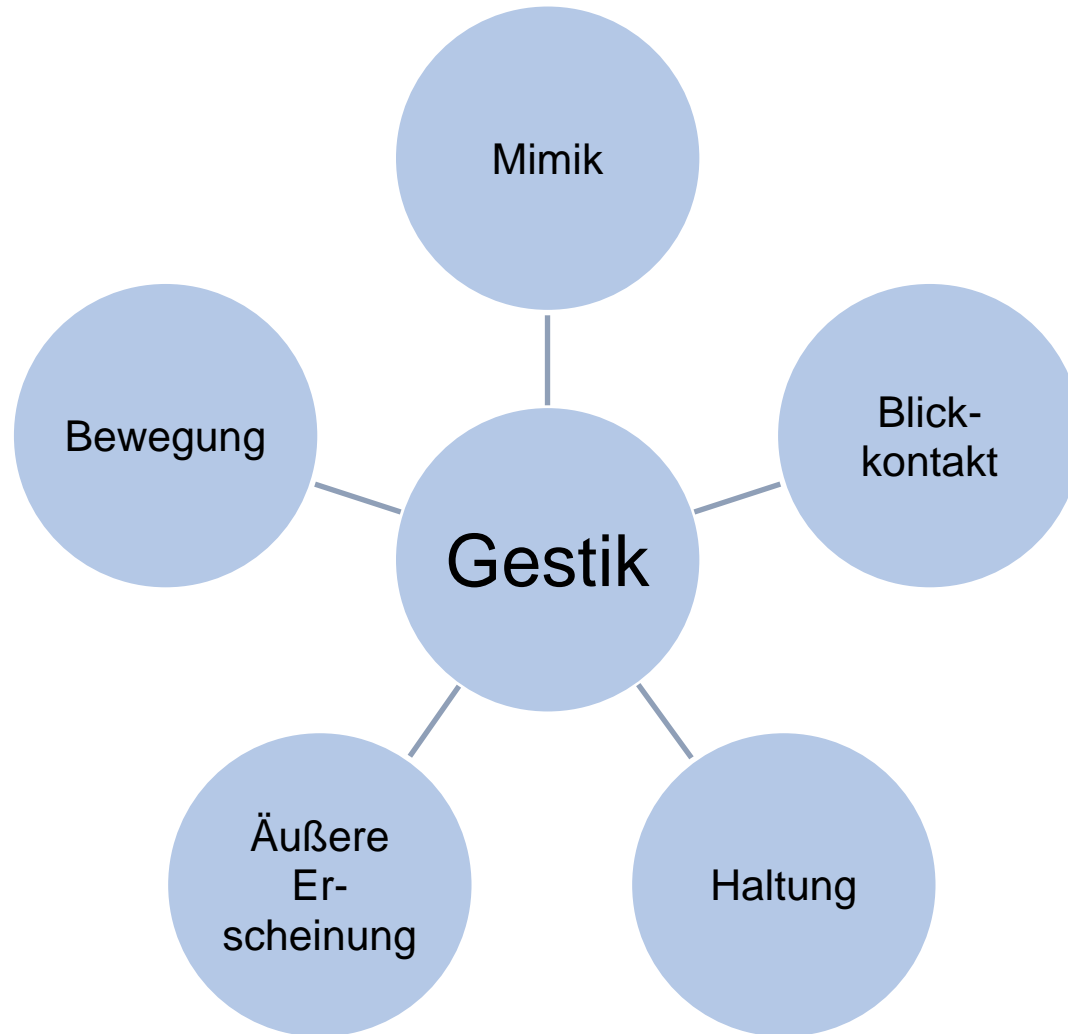 Mimik
Blick-
kontakt
Bewegung
Gestik
Äußere
Er-
scheinung
Haltung